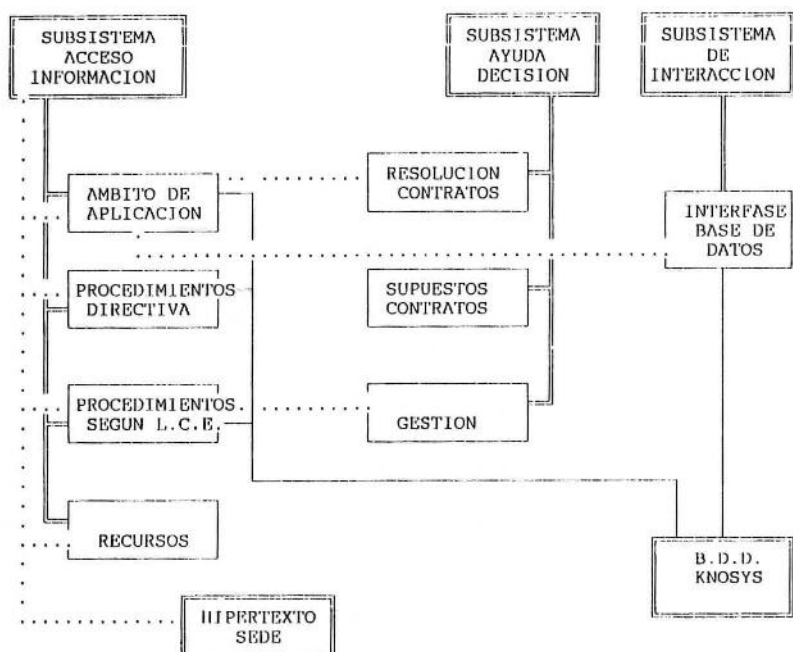 SUBSISTEMA
ACCESO
INFORMACION
SUBSISTEMA
AYUDA
DECISION
SUBSISTEMA
DE
INTERACCION
AMBITO DE
APLICACION
RESOLUCION
CONTRATOS
INTERFASE
BASE DE
DATOS
PROCEDIMIENTOS
DIRECTIVA
SUPUESTOS
CONTRATOS
PROCEDIMIENTOS
SEGUN L.C.E.
GESTION
RECURSOS
B.D.D.
KNOSYS
HIPERTEXTO
SEDE